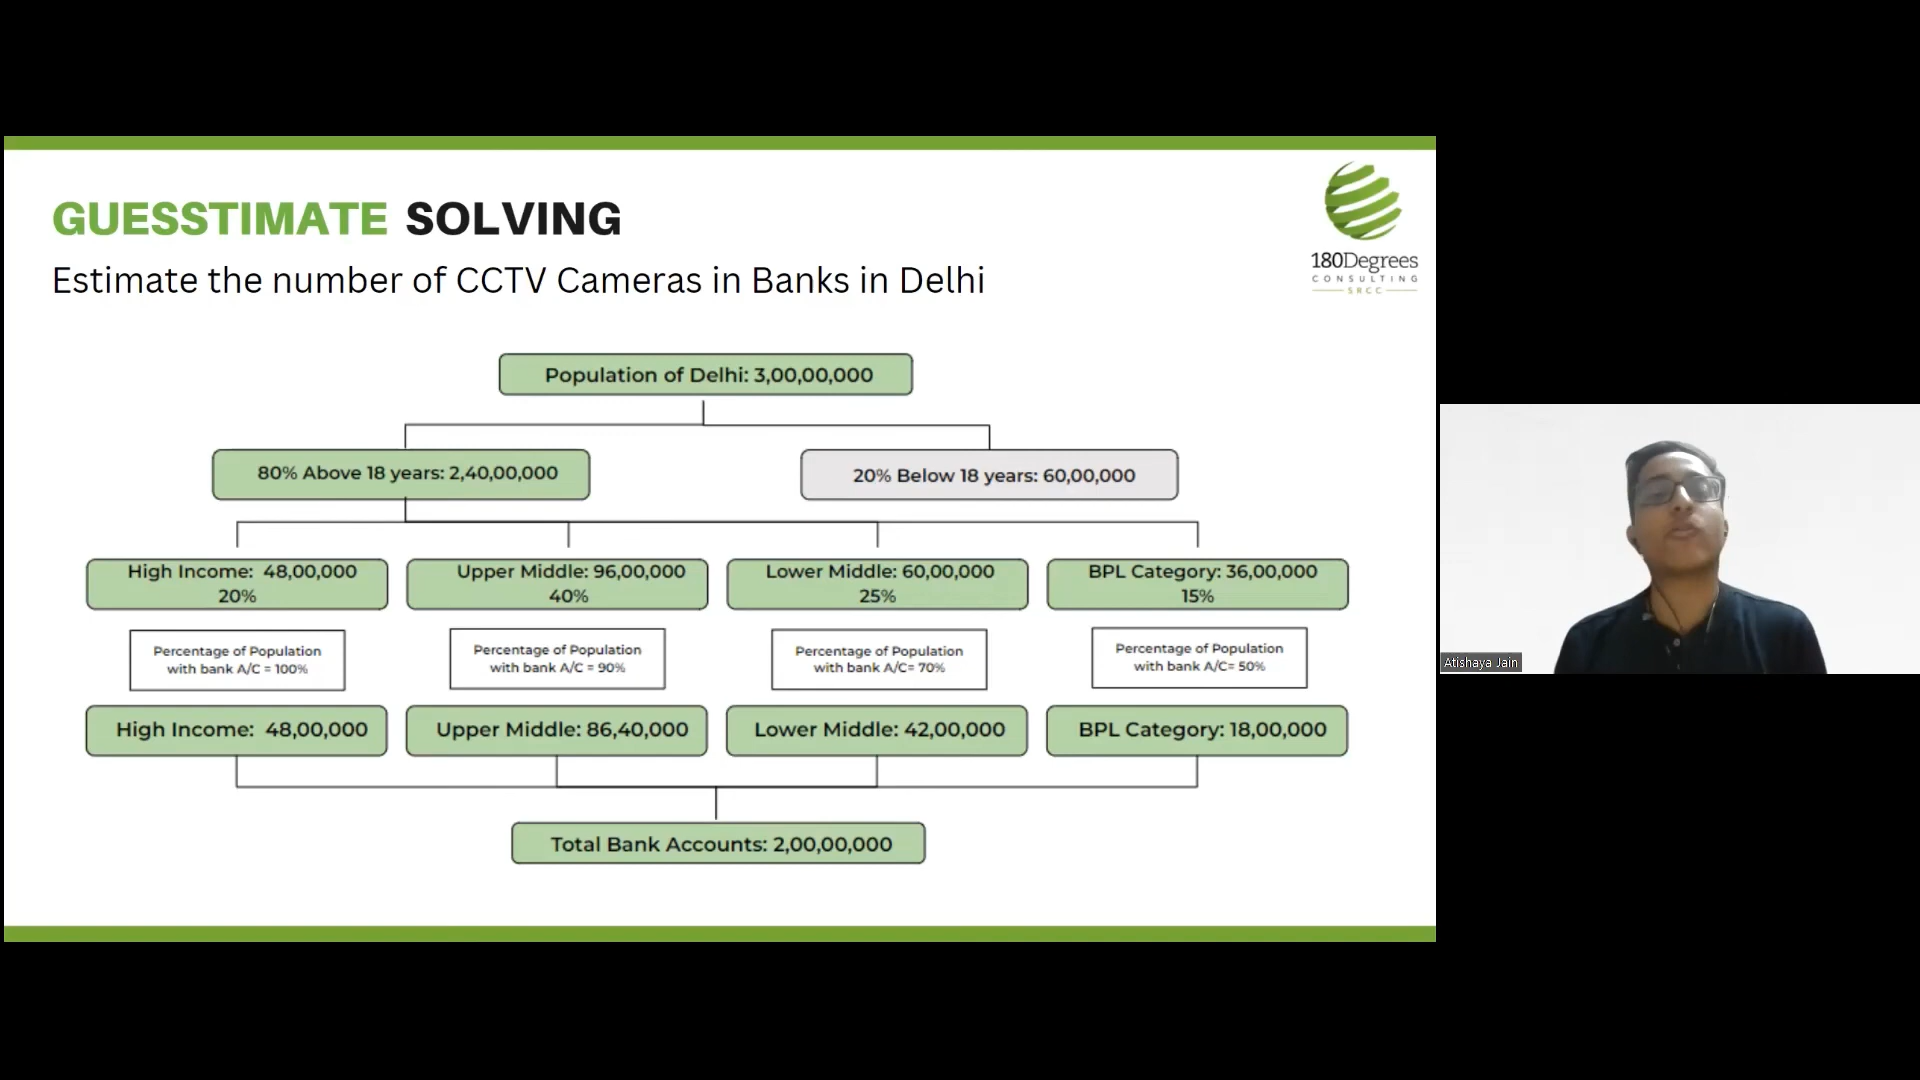 GUESSTIMATE SOLVING
Estimate the number of CCTV Cameras in Banks in Delhi
180Degrees
CONSULTING
SRCC
Population of Delhi: 3,00,00,000
80% Above 18 years: 2,40,00,000
20% Below 18 years: 60,00,000
High Income: 48,00,000
20%
Upper Middle: 96,00,000
40%
Lower Middle: 60,00,000
25%
BPL Category: 36,00,000
15%
Percentage of Population
with bank A/C = 100%
Percentage of Population
with bank A/C = 90%
Percentage of Population
with bank A/C= 70%
Percentage of Population
with bank A/C= 50%
High Income: 48,00,000
Upper Middle: 86,40,000
Lower Middle: 42,00,000
BPL Category: 18,00,000
Total Bank Accounts: 2,00,00,000
Atishaya Jain